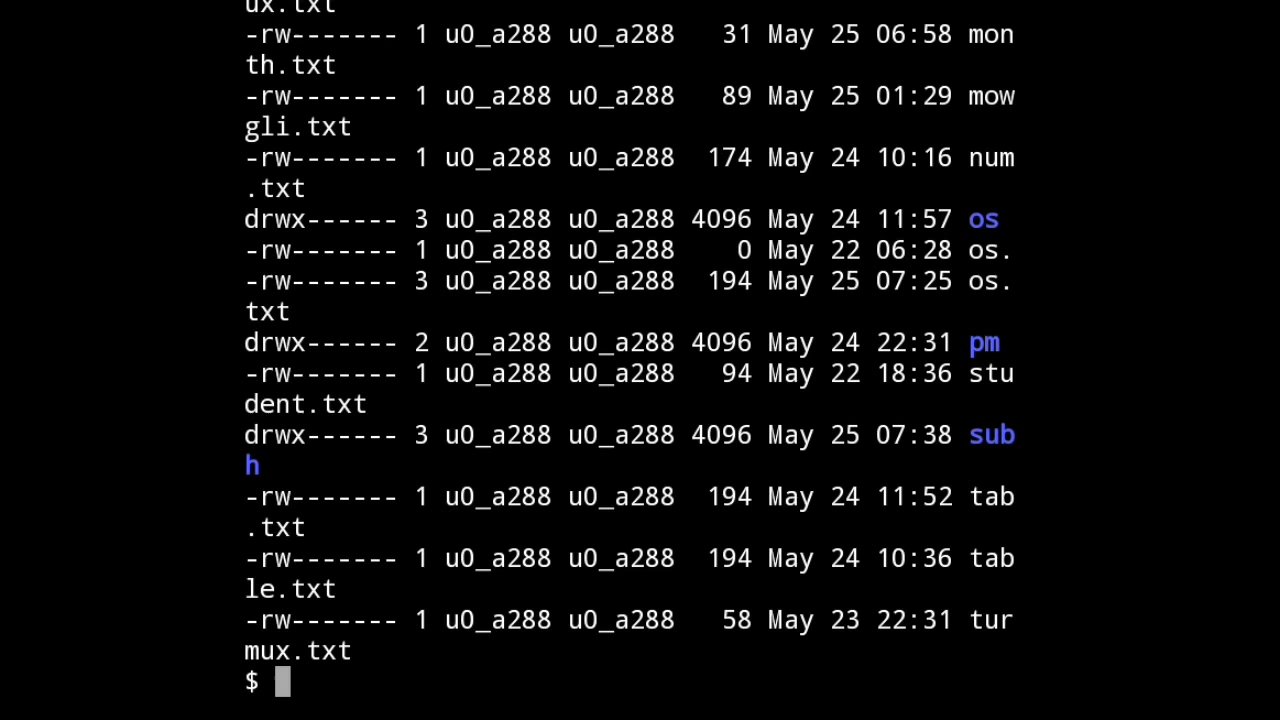 ux.txt
-rw------- 1 u0_a288 u0_a288   31 May 25 06:58 mon
th.txt
-rw------- 1 u0_a288 u0_a288   89 May 25 01:29 mow
gli.txt
-rw------- 1 u0_a288 u0_a288  174 May 24 10:16 num
.txt
drwx------ 3 u0_a288 u0_a288 4096 May 24 11:57 os
-rw------- 1 u0_a288 u0_a288    0 May 22 06:28 os.
-rw------- 3 u0_a288 u0_a288  194 May 25 07:25 os.
txt
drwx------ 2 u0_a288 u0_a288 4096 May 24 22:31 pm
-rw------- 1 u0_a288 u0_a288   94 May 22 18:36 stu
dent.txt
drwx------ 3 u0_a288 u0_a288 4096 May 25 07:38 sub
h
-rw------- 1 u0_a288 u0_a288  194 May 24 11:52 tab
.txt
-rw------- 1 u0_a288 u0_a288  194 May 24 10:36 tab
le.txt
-rw------- 1 u0_a288 u0_a288   58 May 23 22:31 tur
mux.txt
$